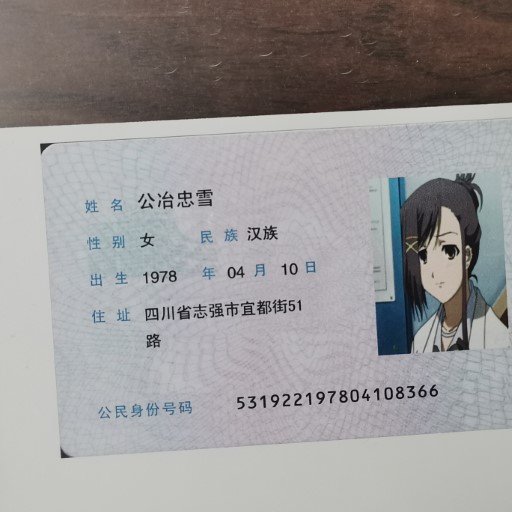 姓名 公冶忠雪
性别 女 民族 汉族
出生 1978 年 04 月 10 日
住址 四川省志强市宜都街51
路
公民身份号码 531922197804108366